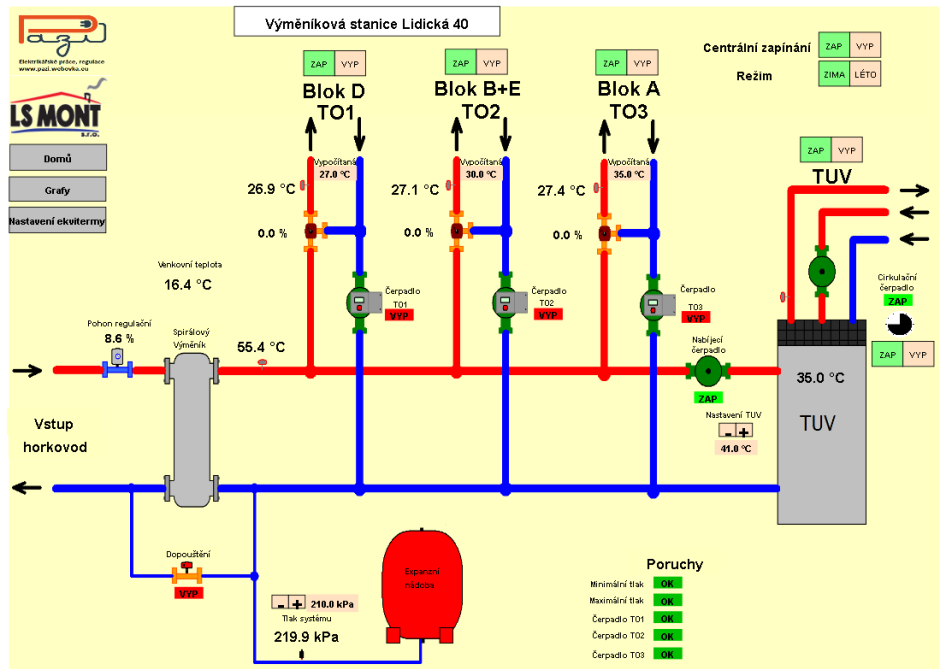 Výměníková stanice Lidická 40
Pazi
Elektrikářské práce, regulace
www.pazi.webovka.eu
LS MONT
s.r.o.
Domů
Grafy
Nastavení ekvitermy
ZAP VYP
Blok D
TO1
ZAP VYP
Blok B+E
TO2
ZAP VYP
Blok A
TO3
Centrální zapínání ZAP VYP
Režim ZIMA LÉTO
ZAP VYP
TUV
Vypočítaná
27.0 °C
26.9 °C
0.0 %
Vypočítaná
30.0 °C
27.1 °C
0.0 %
Vypočítaná
35.0 °C
27.4 °C
0.0 %
Venkovní teplota
16.4 °C
Čerpadlo
TO1
VYP
Čerpadlo
TO2
VYP
Čerpadlo
TO3
VYP
Cirkulační
čerpadlo
ZAP
ZAP VYP
Pohon regulační
8.6 %
Spirálový
Výměník
55.4 °C
Nabíjecí
čerpadlo
ZAP
35.0 °C
TUV
Nastavení TUV
- +
41.0 °C
Vstup
horkovod
Dopouštění
VYP
- + 210.0 kPa
Tlak systému
219.9 kPa
Expanzní
nádoba
Poruchy
Minimální tlak OK
Maximální tlak OK
Čerpadlo TO1 OK
Čerpadlo TO2 OK
Čerpadlo TO3 OK